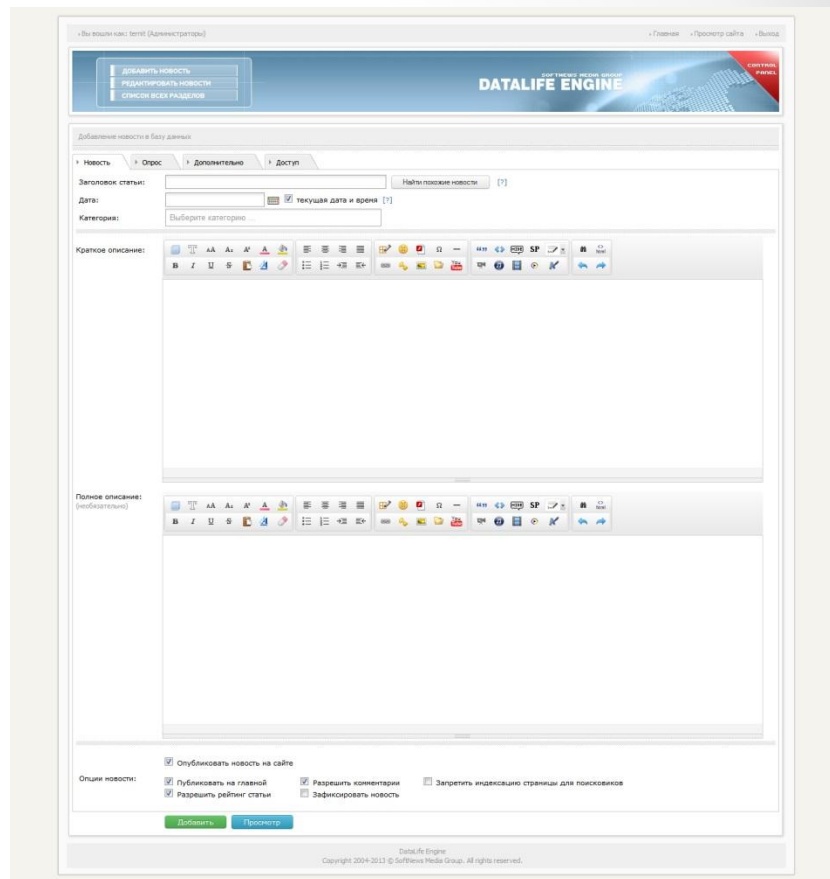 Вы вошли как: ternit (Администраторы)
Главная Просмотр сайта Выход
ДОБАВИТЬ НОВОСТЬ
РЕДАКТИРОВАТЬ НОВОСТИ
СПИСОК ВСЕХ РАЗДЕЛОВ
SOFTNEWS MEDIA GROUP
DATALIFE ENGINE
CONTROL
PANEL
Добавление новости в базу данных
Новость Опрос Дополнительно Доступ
Заголовок статьи: Найти похожие новости [?]
Дата: текущая дата и время [?]
Категория: Выберите категорию ...
Краткое описание:
Полное описание:
(необязательно)
Опубликовать новость на сайте
Опции новости:
Публиковать на главной Разрешить комментарии Запретить индексацию страницы для поисковиков
Разрешить рейтинг статьи Зафиксировать новость
Добавить Просмотр
DataLife Engine
Copyright 2004-2013 © SoftNews Media Group. All rights reserved.